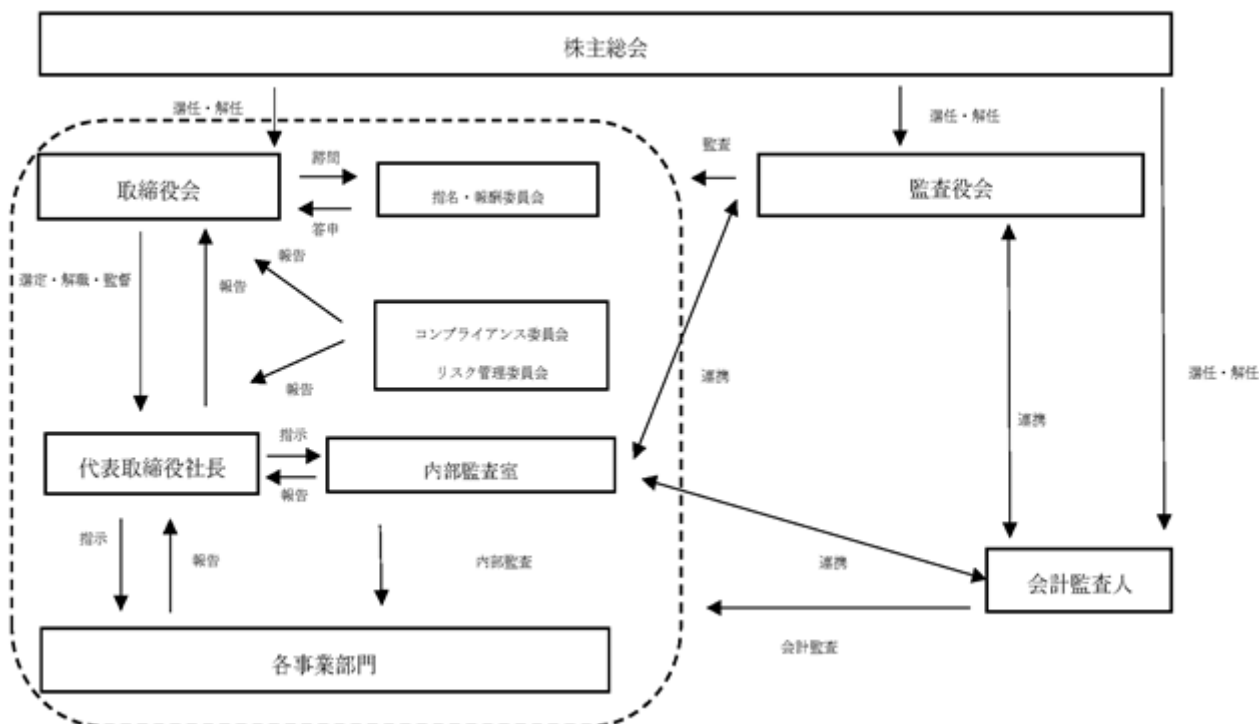 株主総会
選任・解任
選任・解任
監査
諮問
取締役会
指名・報酬委員会
監査役会
答申
報告
選定・解職・監督
報告
コンプライアンス委員会
リスク管理委員会
報告
連携
選任・解任
連携
指示
代表取締役社長
内部監査室
報告
指示
報告
内部監査
連携
会計監査人
会計監査
各事業部門